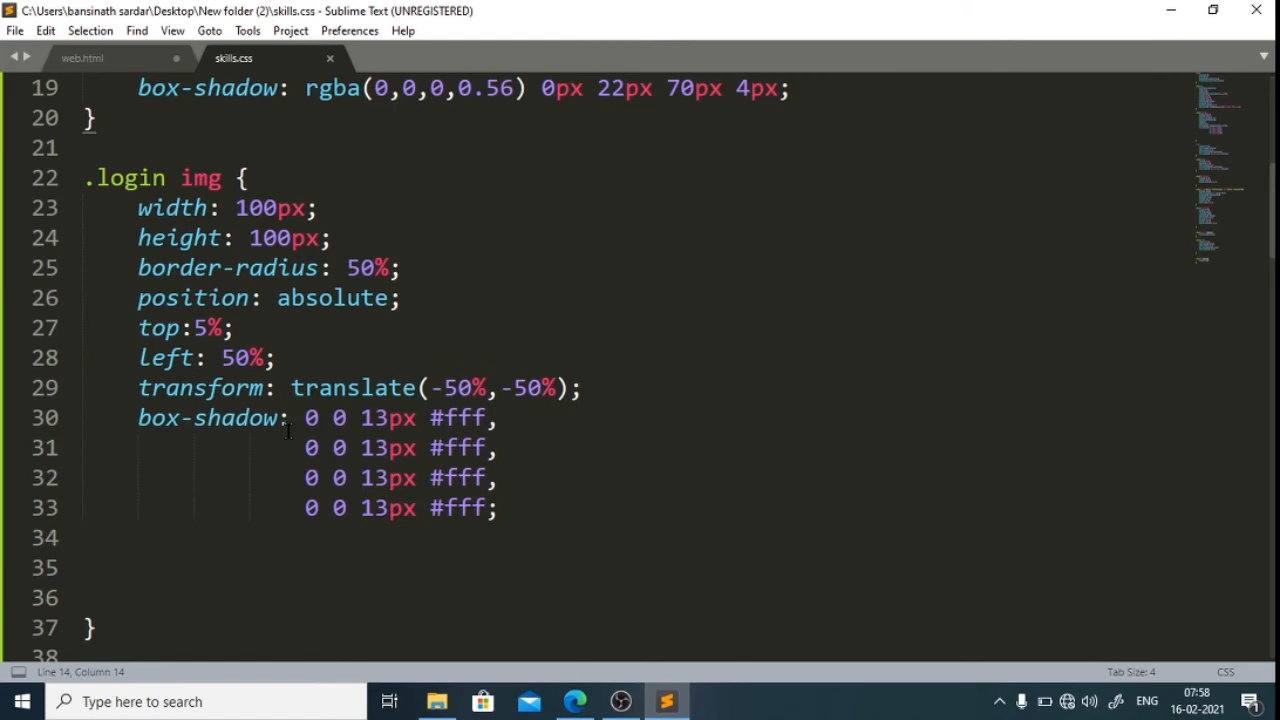 C:\Users\bansinath sardar\Desktop\New folder (2)\skills.css - Sublime Text (UNREGISTERED)
File Edit Selection Find View Goto Tools Project Preferences Help
web.html skills.css
19 box-shadow: rgba(0,0,0,0.56) 0px 22px 70px 4px;
20 }
21
22 .login img {
23 width: 100px;
24 height: 100px;
25 border-radius: 50%;
26 position: absolute;
27 top:5%;
28 left: 50%;
29 transform: translate(-50%,-50%);
30 box-shadow: 0 0 13px #fff,
31 0 0 13px #fff,
32 0 0 13px #fff,
33 0 0 13px #fff;
34
35
36
37 }
38
Line 14, Column 14 Tab Size: 4 CSS
Type here to search ENG 07:58
16-02-2021 1